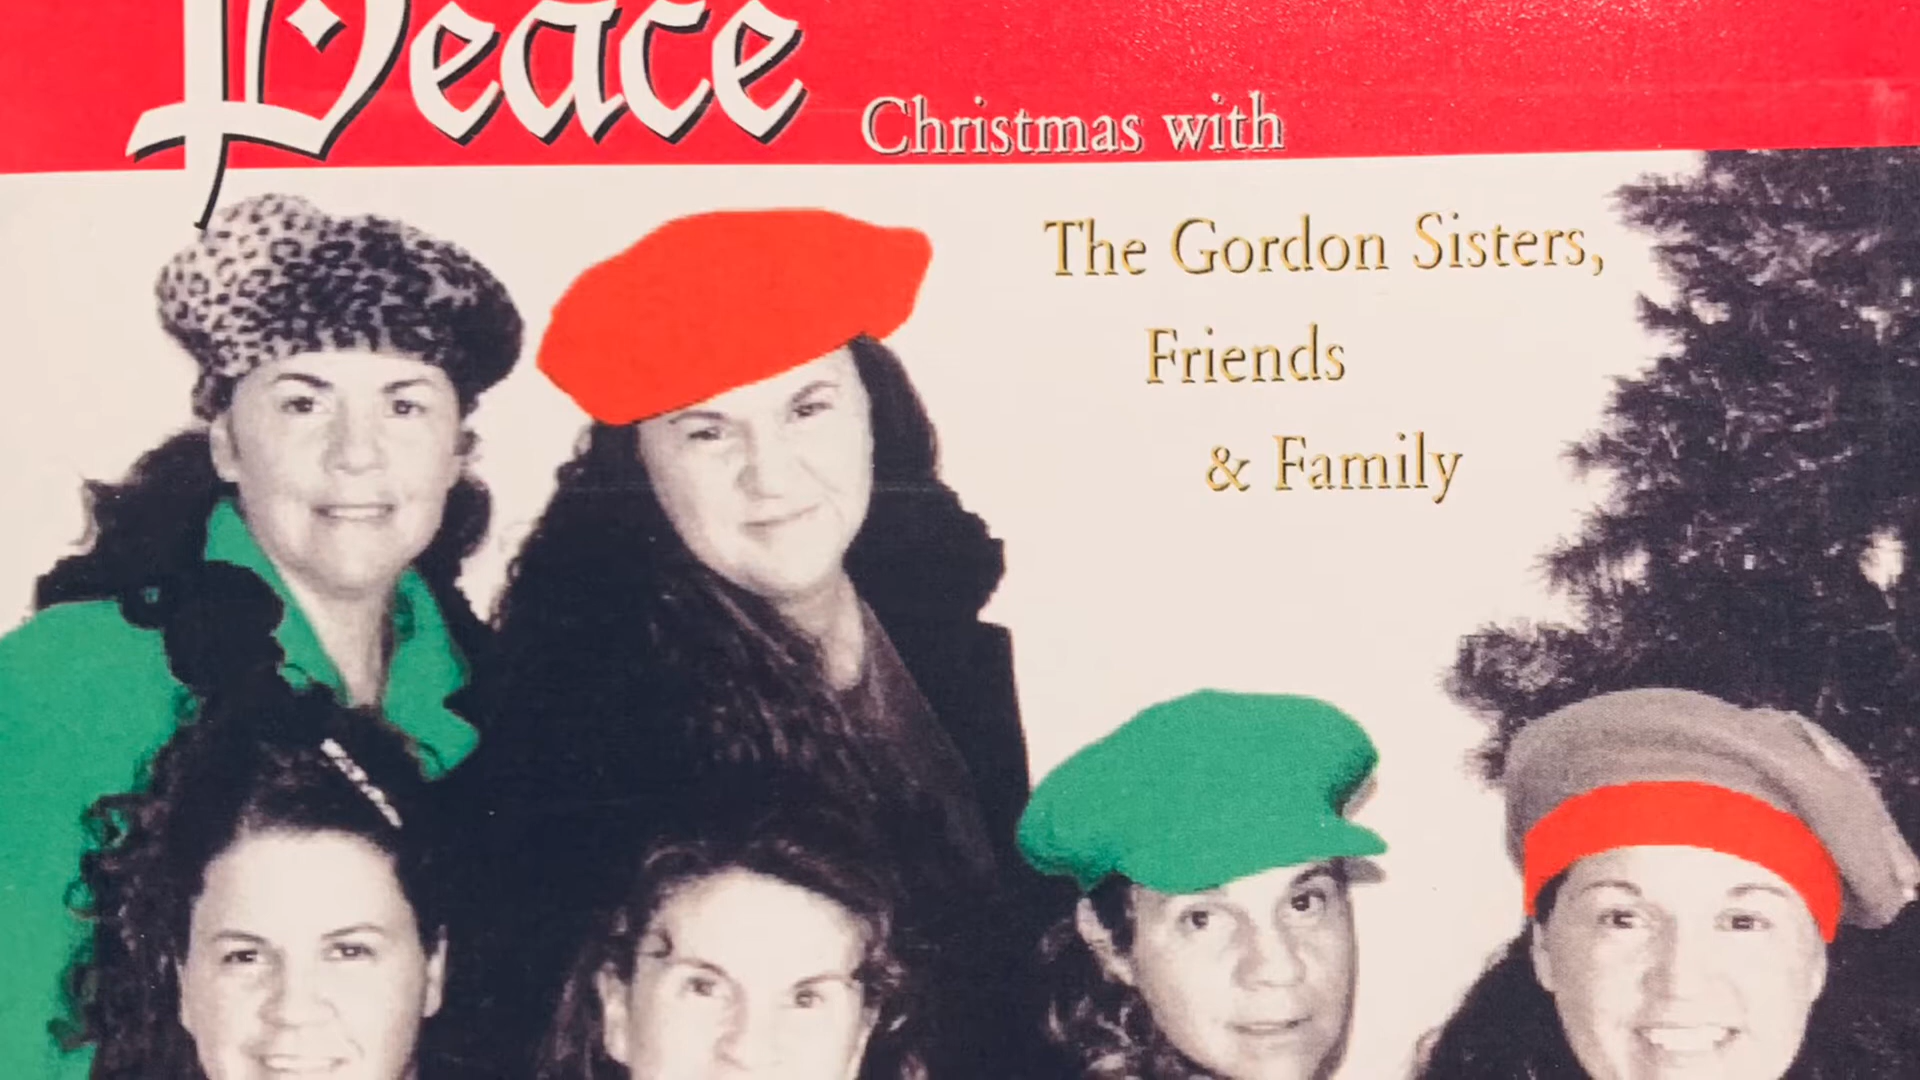 Peace
Christmas with
The Gordon Sisters,
Friends
& Family